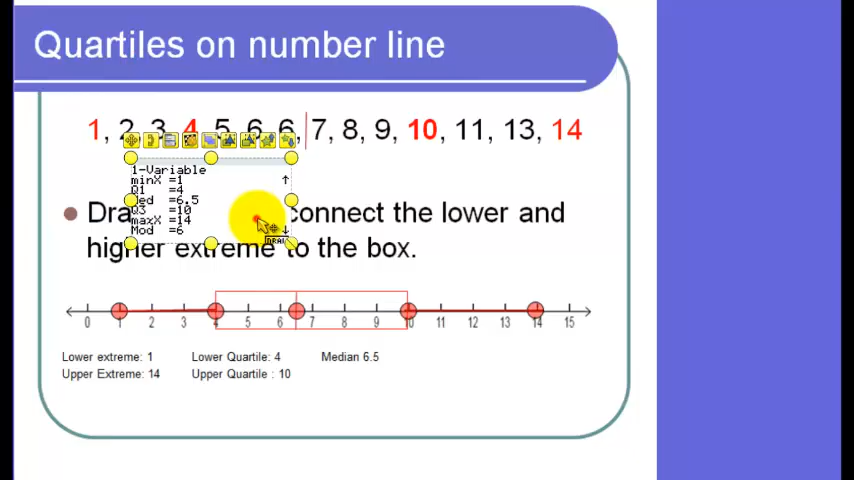 Quartiles on number line
1, 2, 3, 4, 5, 6, 6, 7, 8, 9, 10, 11, 13, 14
1-Variable
minX =1
Q1 =4
Med =6.5
Q3 =10
maxX =14
Mod =6
DRAW
connect the lower and
higher extreme to the box.
0 1 2 3 4 5 6 7 8 9 10 11 12 13 14 15
Lower extreme: 1 Lower Quartile: 4 Median 6.5
Upper Extreme: 14 Upper Quartile : 10